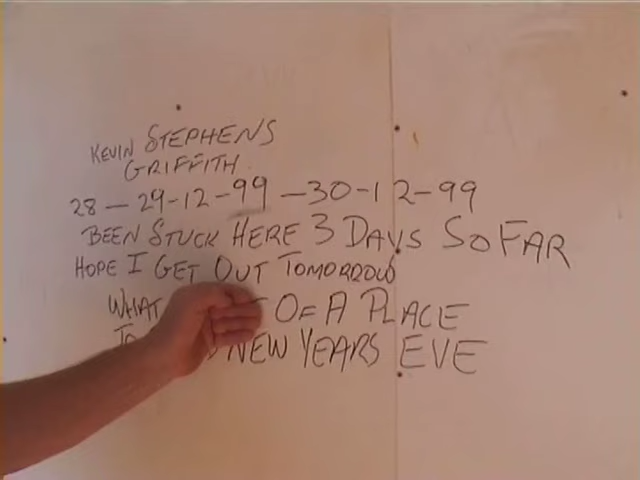 KEVIN STEPHENS
GRIFFITH
28 — 29-12-99 — 30-12-99
BEEN STUCK HERE 3 DAYS SO FAR
HOPE I GET OUT TOMORROW
WHAT OF A PLACE
NEW YEARS EVE